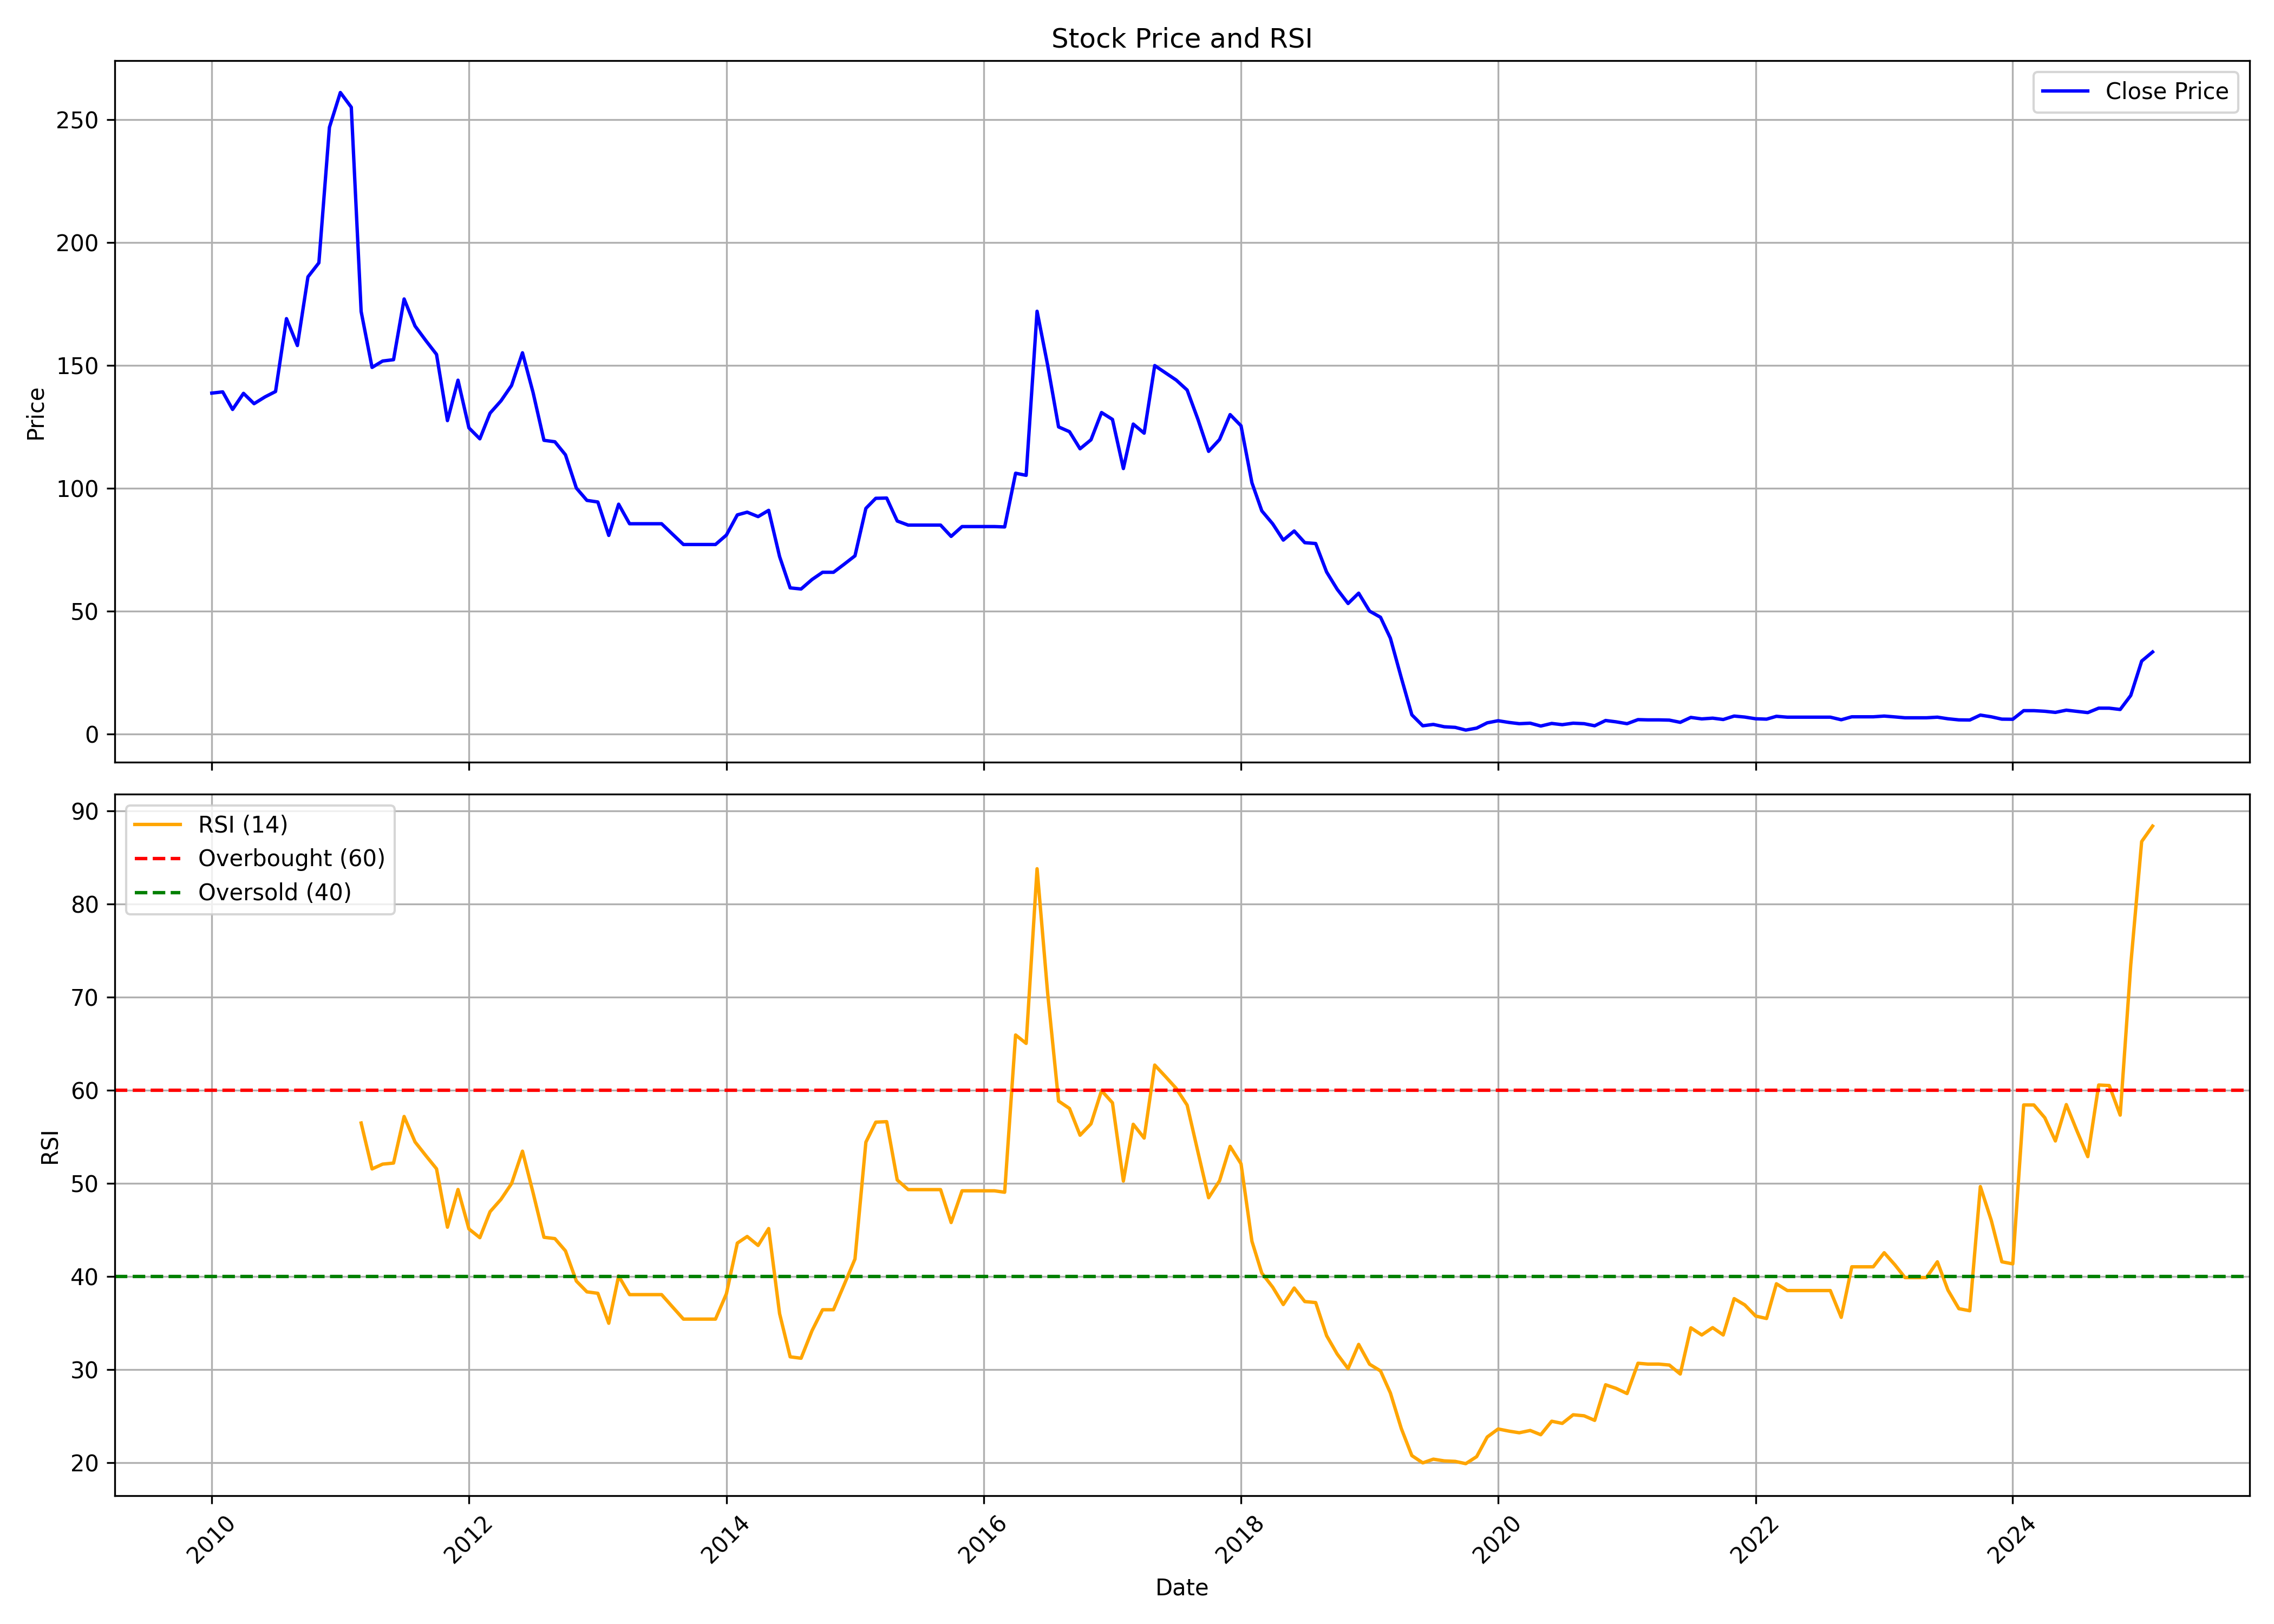 Stock Price and RSI
Close Price
Price
250
200
150
100
50
0
RSI (14)
Overbought (60)
Oversold (40)
RSI
90
80
70
60
50
40
30
20
2010
2012
2014
2016
2018
2020
2022
2024
Date